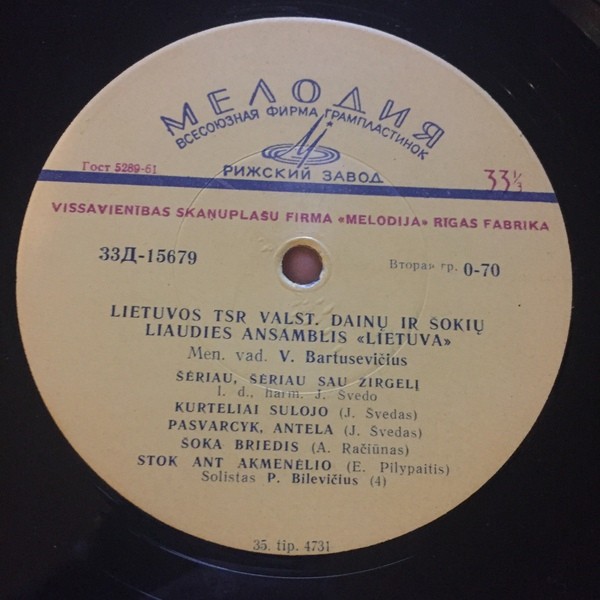 МЕЛОДИЯ
ВСЕСОЮЗНАЯ ФИРМА ГРАМПЛАСТИНОК
РИЖСКИЙ ЗАВОД
Гост 5289-61
33⅓
VISSAVIENĪBAS SKAŅUPLAŠU FIRMA «MELODIJA» RĪGAS FABRIKA
33Д-15679
Вторая гр. 0-70
LIETUVOS TSR VALST. DAINŲ IR ŠOKIŲ
LIAUDIES ANSAMBLIS «LIETUVA»
Men. vad. V. Bartusevičius
ŠĖRIAU, ŠĖRIAU SAU ŽIRGELĮ
l. d., harm. J. Švedo
KURTELIAI SULOJO (J. Švedas)
PASVARCYK, ANTELA (J. Švedas)
ŠOKA BRIEDIS (A. Račiūnas)
STOK ANT AKMENĖLIO (E. Pilypaitis)
Solistas P. Bilevičius (4)
35. tip. 4731